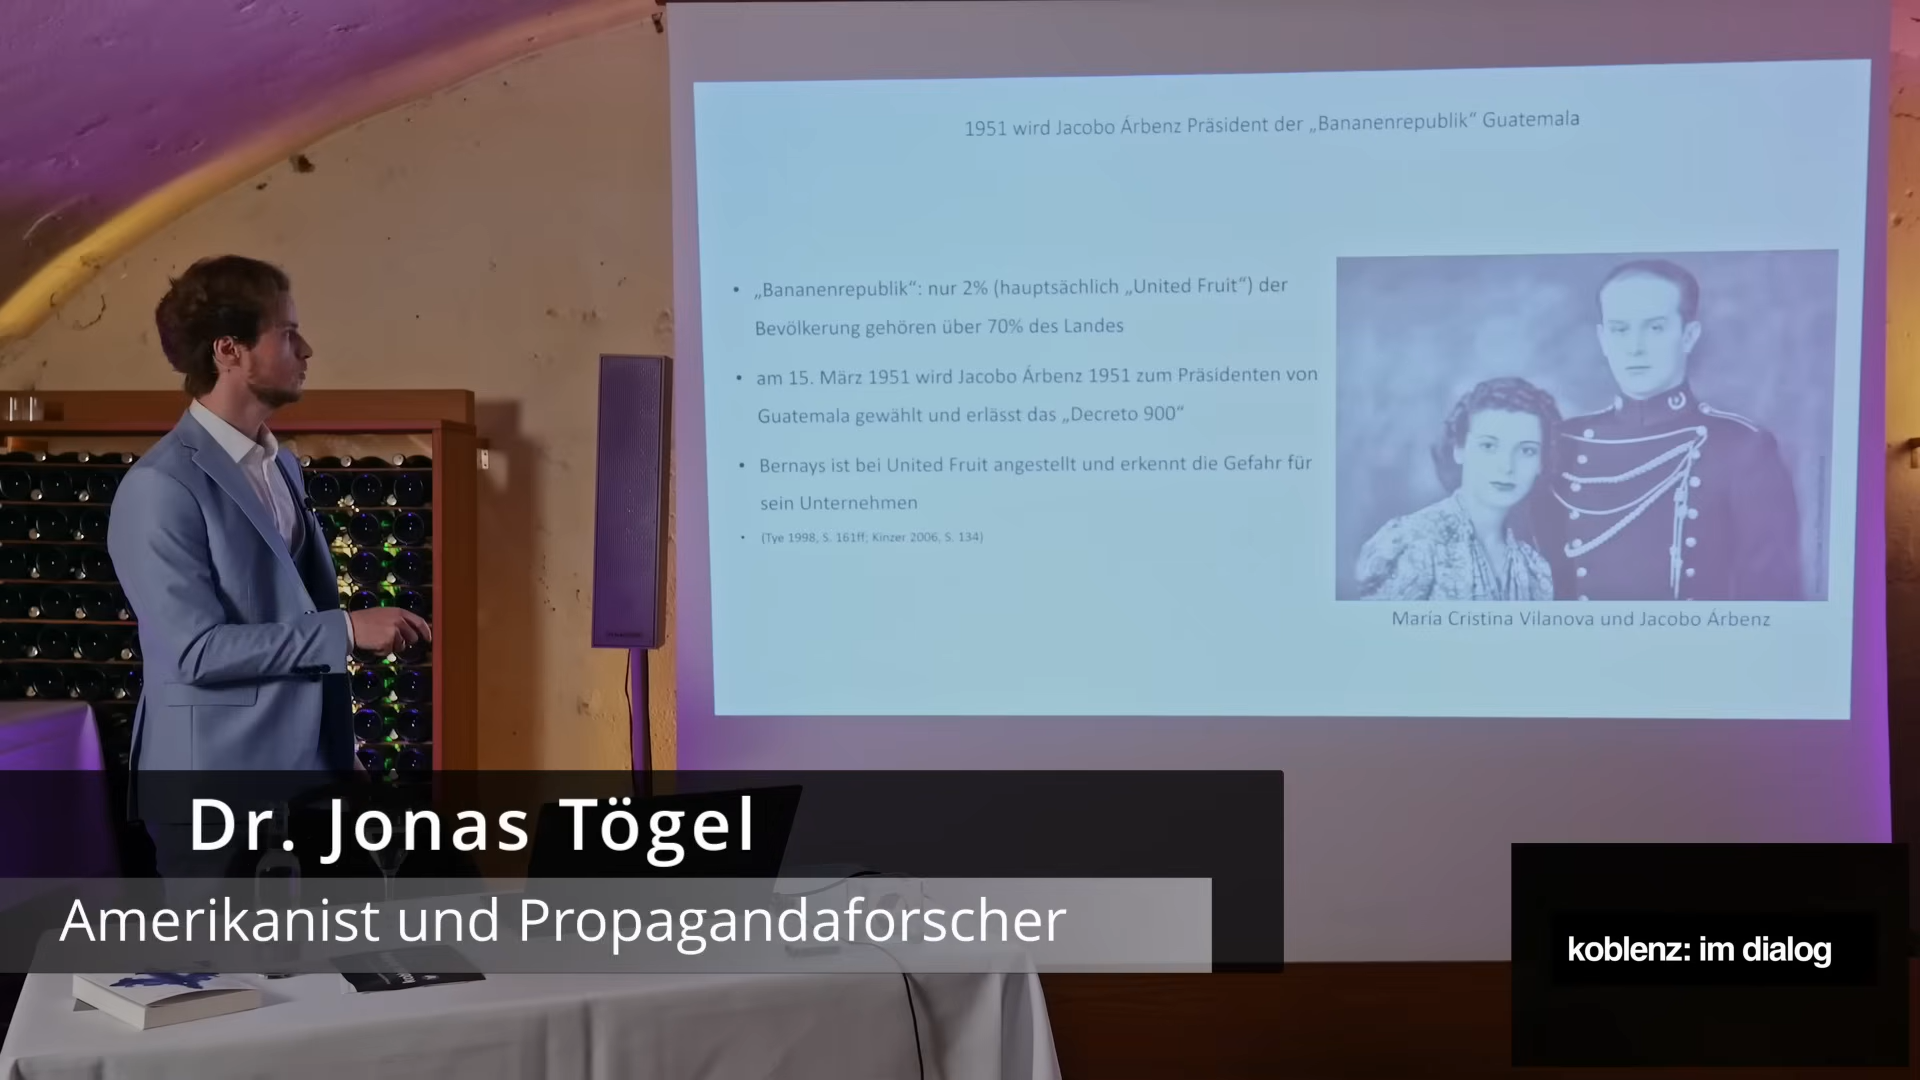 1951 wird Jacobo Árbenz Präsident der „Bananenrepublik“ Guatemala
• „Bananenrepublik“: nur 2% (hauptsächlich „United Fruit“) der
Bevölkerung gehören über 70% des Landes
• am 15. März 1951 wird Jacobo Árbenz 1951 zum Präsidenten von
Guatemala gewählt und erlässt das „Decreto 900“
• Bernays ist bei United Fruit angestellt und erkennt die Gefahr für
sein Unternehmen
• (Tye 1998, S. 161ff; Kinzer 2006, S. 134)
María Cristina Vilanova und Jacobo Árbenz
Dr. Jonas Tögel
Amerikanist und Propagandaforscher
koblenz: im dialog